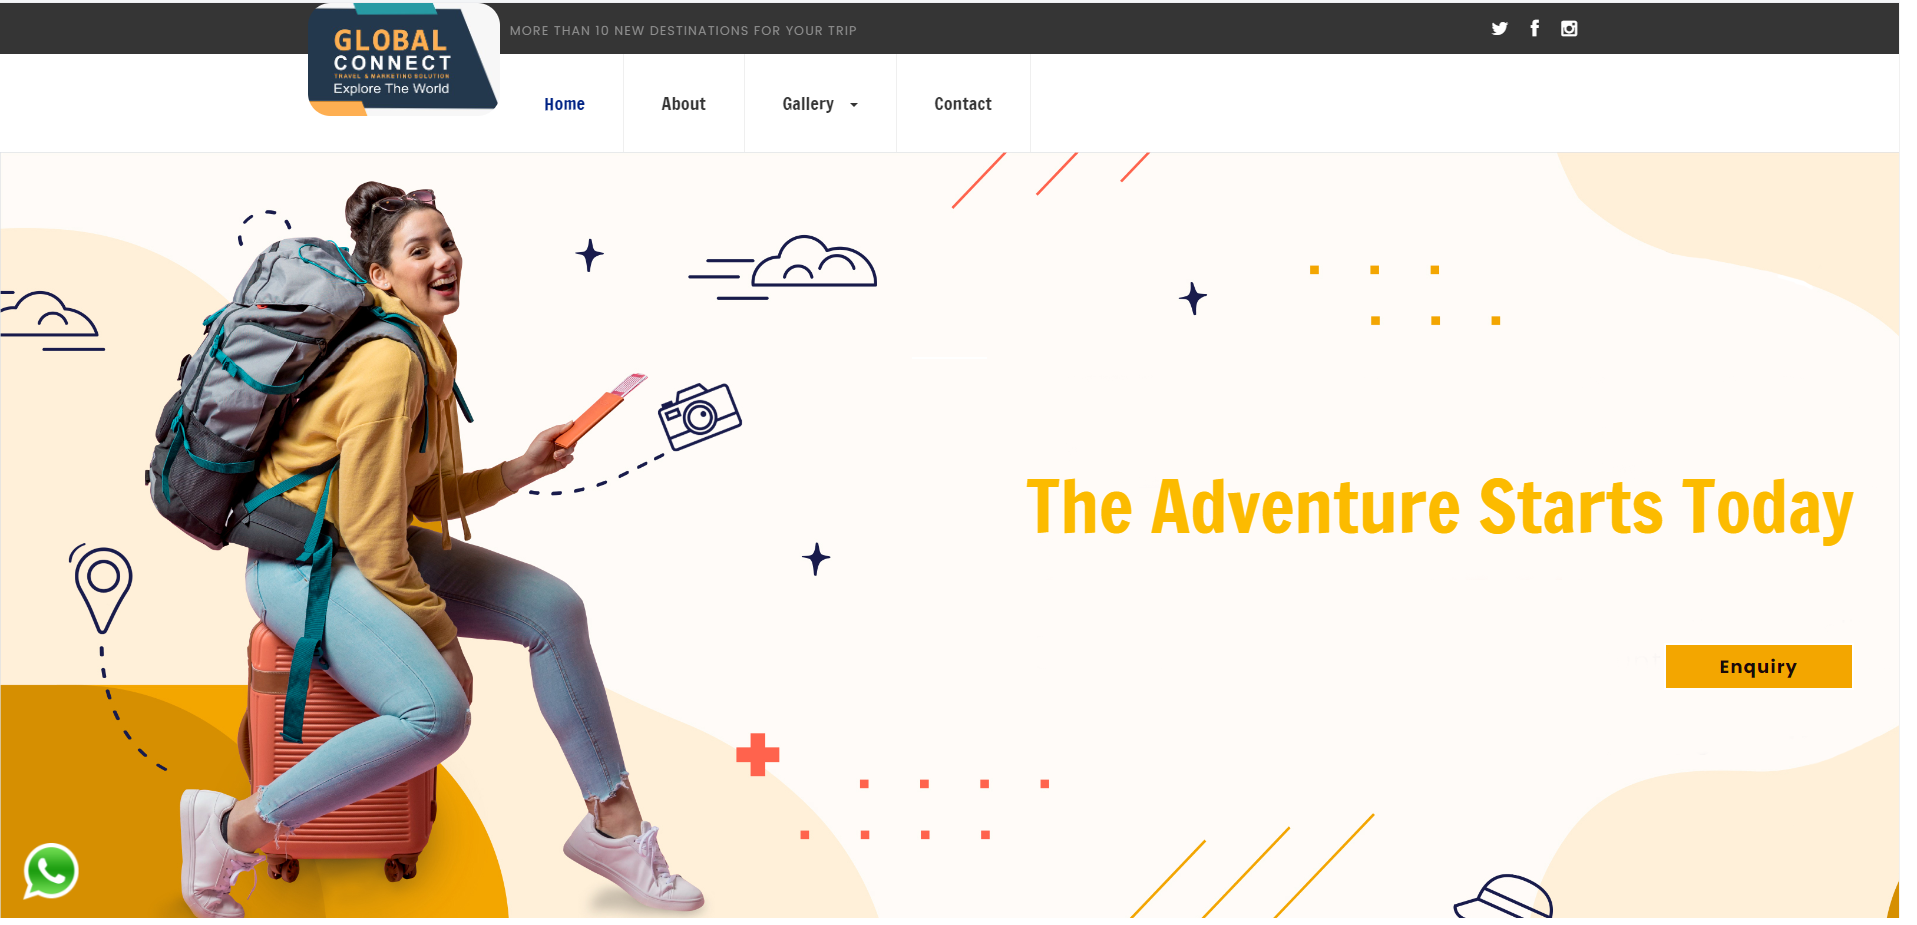 GLOBAL
CONNECT
TRAVEL & MARKETING SOLUTION
Explore The World
MORE THAN 10 NEW DESTINATIONS FOR YOUR TRIP
Home
About
Gallery
Contact
The Adventure Starts Today
Enquiry